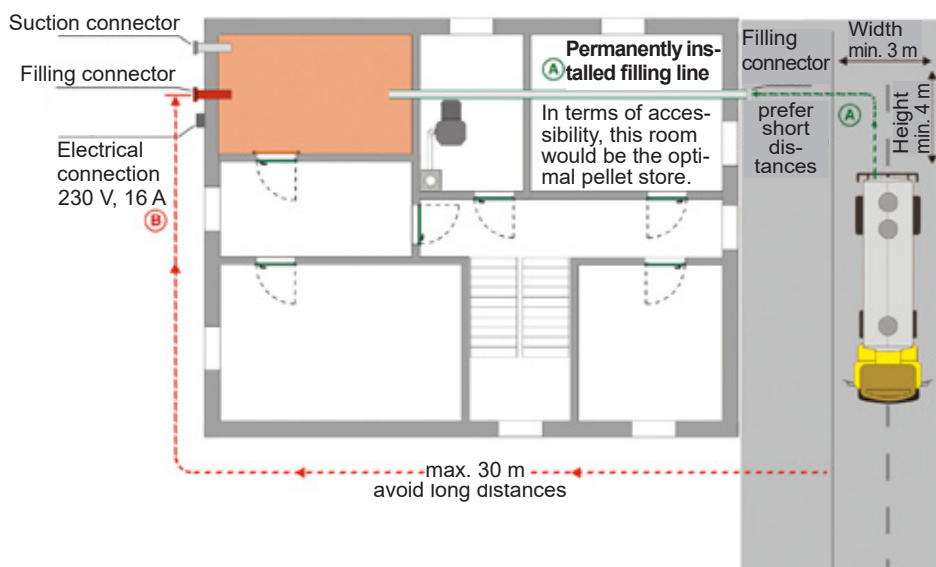 Suction connector
Filling connector
Electrical
connection
230 V, 16 A
B
A
Permanently ins-
talled filling line
In terms of acces-
sibility, this room
would be the opti-
mal pellet store.
Filling
connector
prefer
short
dis-
tances
Width
min. 3 m
A
Height
min. 4 m
max. 30 m
avoid long distances